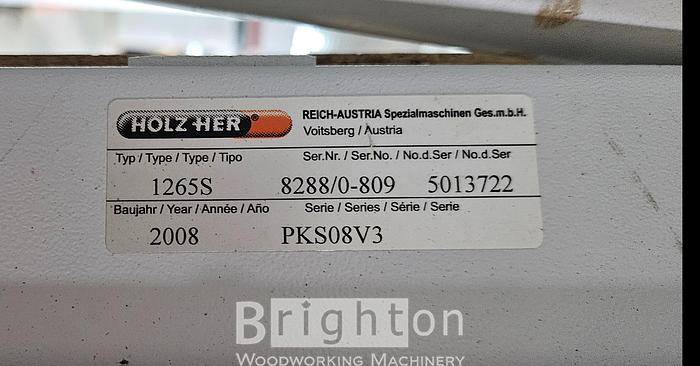 HOLZ-HER®
REICH-AUSTRIA Spezialmaschinen Ges.m.b.H.
Voitsberg / Austria
Typ / Type / Type / Tipo
Ser.Nr. / Ser.No. / No.d.Ser / No.d.Ser
1265S
8288/0-809 5013722
Baujahr / Year / Année / Año
Serie / Series / Série / Serie
2008
PKS08V3
Brighton
WOODWORKING MACHINERY